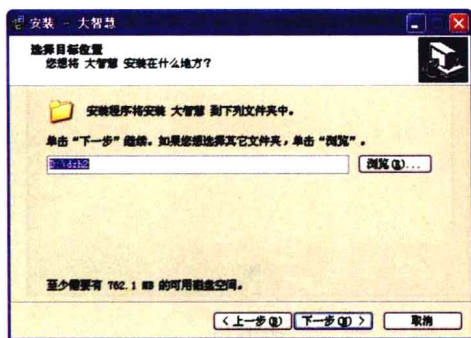 安装 - 大智慧
选择目标位置
您想将 大智慧 安装在什么地方？
安装程序将安装 大智慧 到下列文件夹中。
单击“下一步”继续。如果您想选择其它文件夹，单击“浏览”。
D:\dzh2
浏览(R)...
至少需要有 762.1 MB 的可用磁盘空间。
<上一步(B)
下一步(N)>
取消